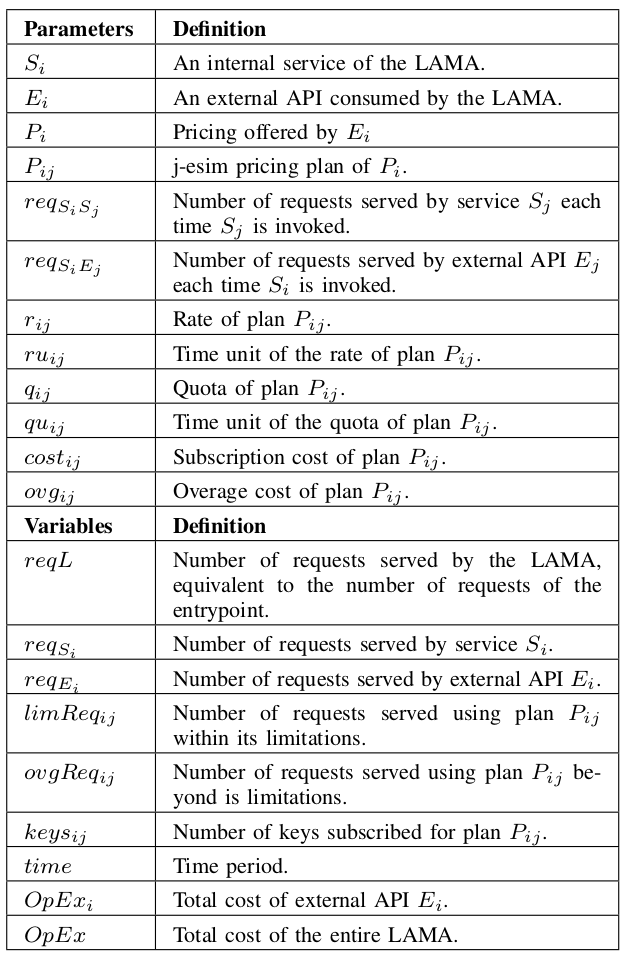 Parameters Definition
S_i An internal service of the LAMA.
E_i An external API consumed by the LAMA.
P_i Pricing offered by E_i
P_{ij} j-esim pricing plan of P_i.
req_{S_i S_j} Number of requests served by service S_j each
time S_j is invoked.
req_{S_i E_j} Number of requests served by external API E_j
each time S_i is invoked.
r_{ij} Rate of plan P_{ij}.
ru_{ij} Time unit of the rate of plan P_{ij}.
q_{ij} Quota of plan P_{ij}.
qu_{ij} Time unit of the quota of plan P_{ij}.
cost_{ij} Subscription cost of plan P_{ij}.
ovg_{ij} Overage cost of plan P_{ij}.
Variables Definition
reqL Number of requests served by the LAMA,
equivalent to the number of requests of the
entrypoint.
req_{S_i} Number of requests served by service S_i.
req_{E_i} Number of requests served by external API E_i.
limReq_{ij} Number of requests served using plan P_{ij}
within its limitations.
ovgReq_{ij} Number of requests served using plan P_{ij} be-
yond is limitations.
keys_{ij} Number of keys subscribed for plan P_{ij}.
time Time period.
OpEx_i Total cost of external API E_i.
OpEx Total cost of the entire LAMA.